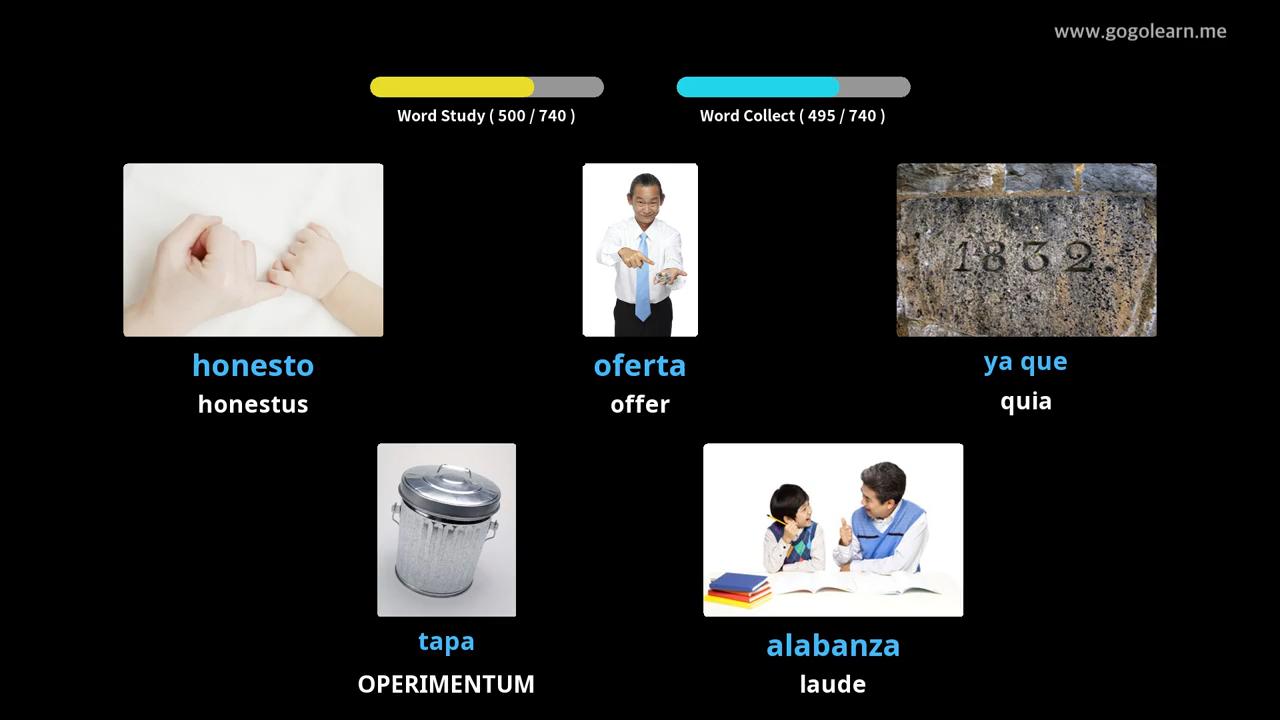 www.gogolearn.me
Word Study ( 500 / 740 )
Word Collect ( 495 / 740 )
1832.
honesto
honestus
oferta
offer
ya que
quia
tapa
OPERIMENTUM
alabanza
laude